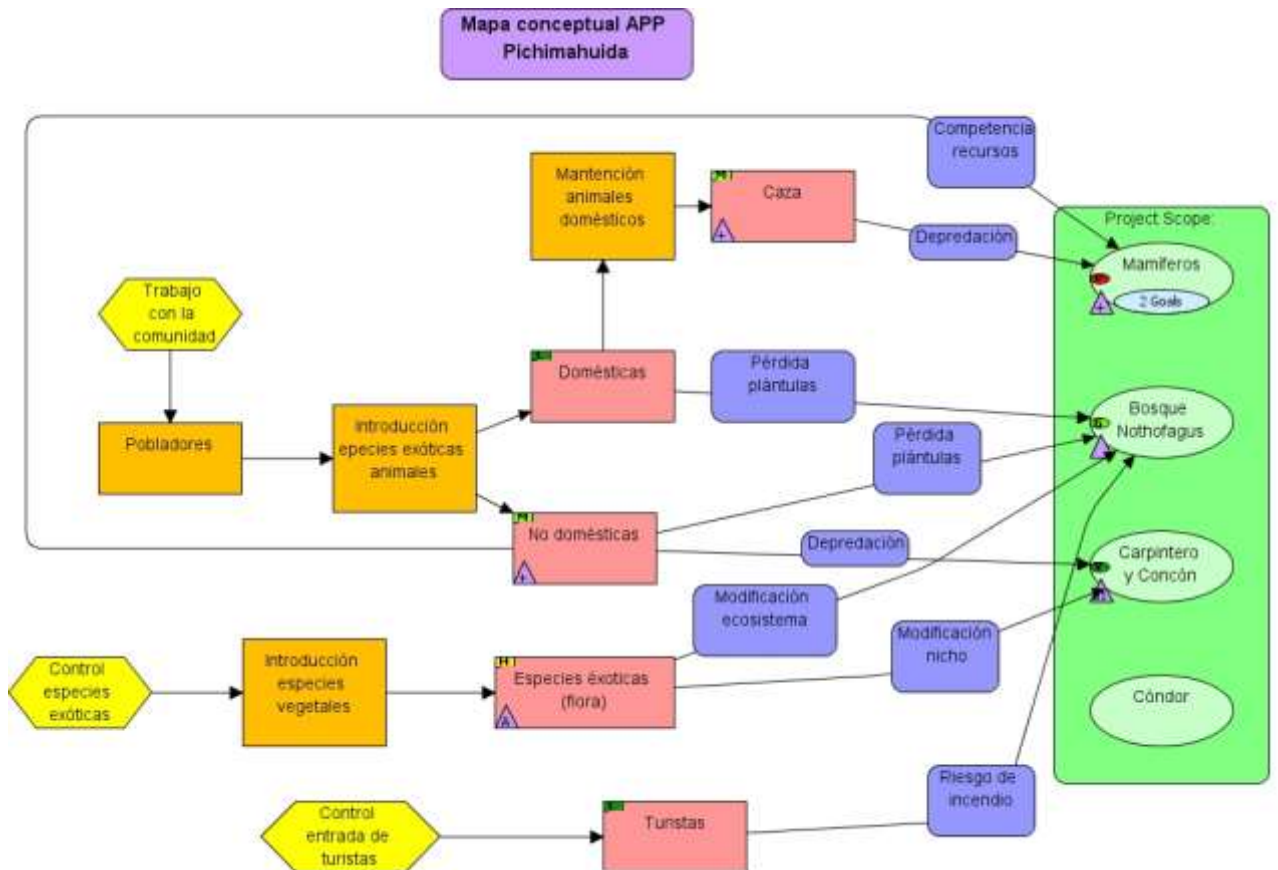 Mapa conceptual APP
Pichimahuida
Competencia
recursos
Mantención
animales
domésticos
Caza
+
Depredación
Project Scope:
Mamíferos
2 Goals
+
Trabajo
con la
comunidad
Pobladores
Introducción
epecies exóticas
animales
Domésticas
Pérdida
plántulas
Bosque
Nothofagus
Pérdida
plántulas
No domésticas
+
Depredación
Carpintero
y Concón
Modificación
ecosistema
Modificación
nicho
Control
especies
exóticas
Introducción
especies
vegetales
Especies éxoticas
(flora)
A
Cóndor
Control
entrada de
turistas
Turistas
Riesgo de
incendio